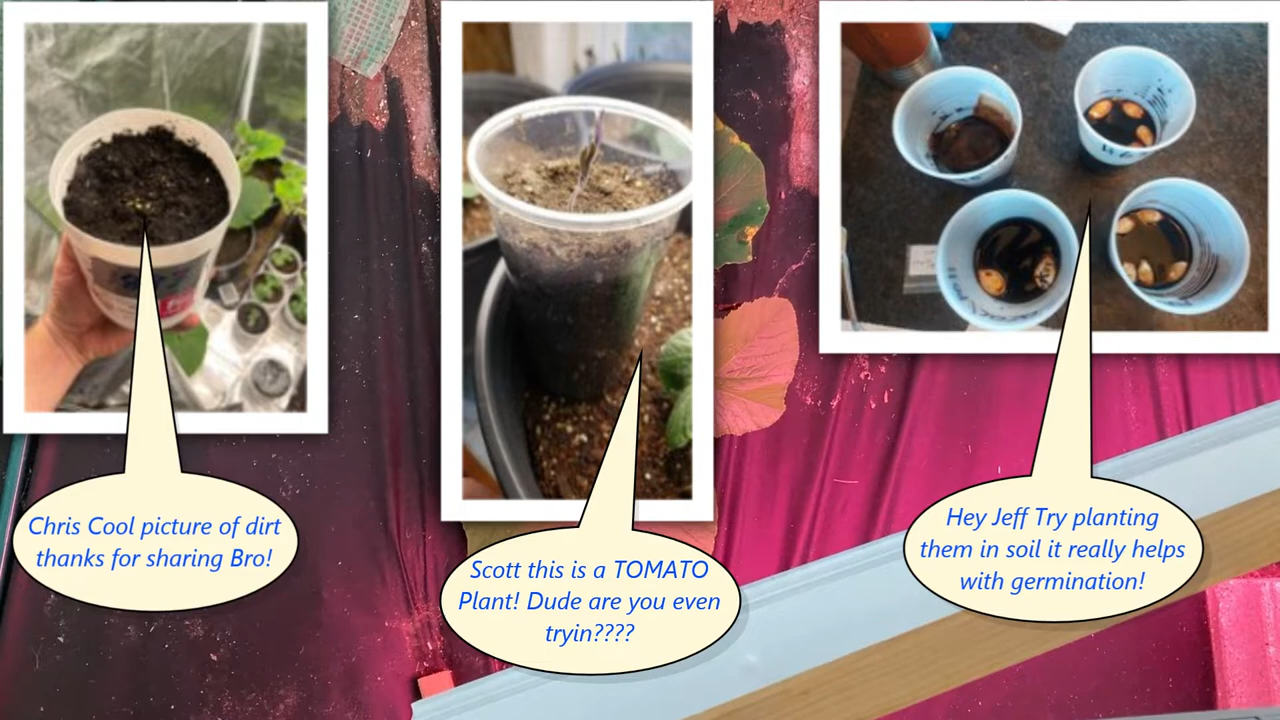 Chris Cool picture of dirt
thanks for sharing Bro!
Scott this is a TOMATO
Plant! Dude are you even
tryin????
Hey Jeff Try planting
them in soil it really helps
with germination!